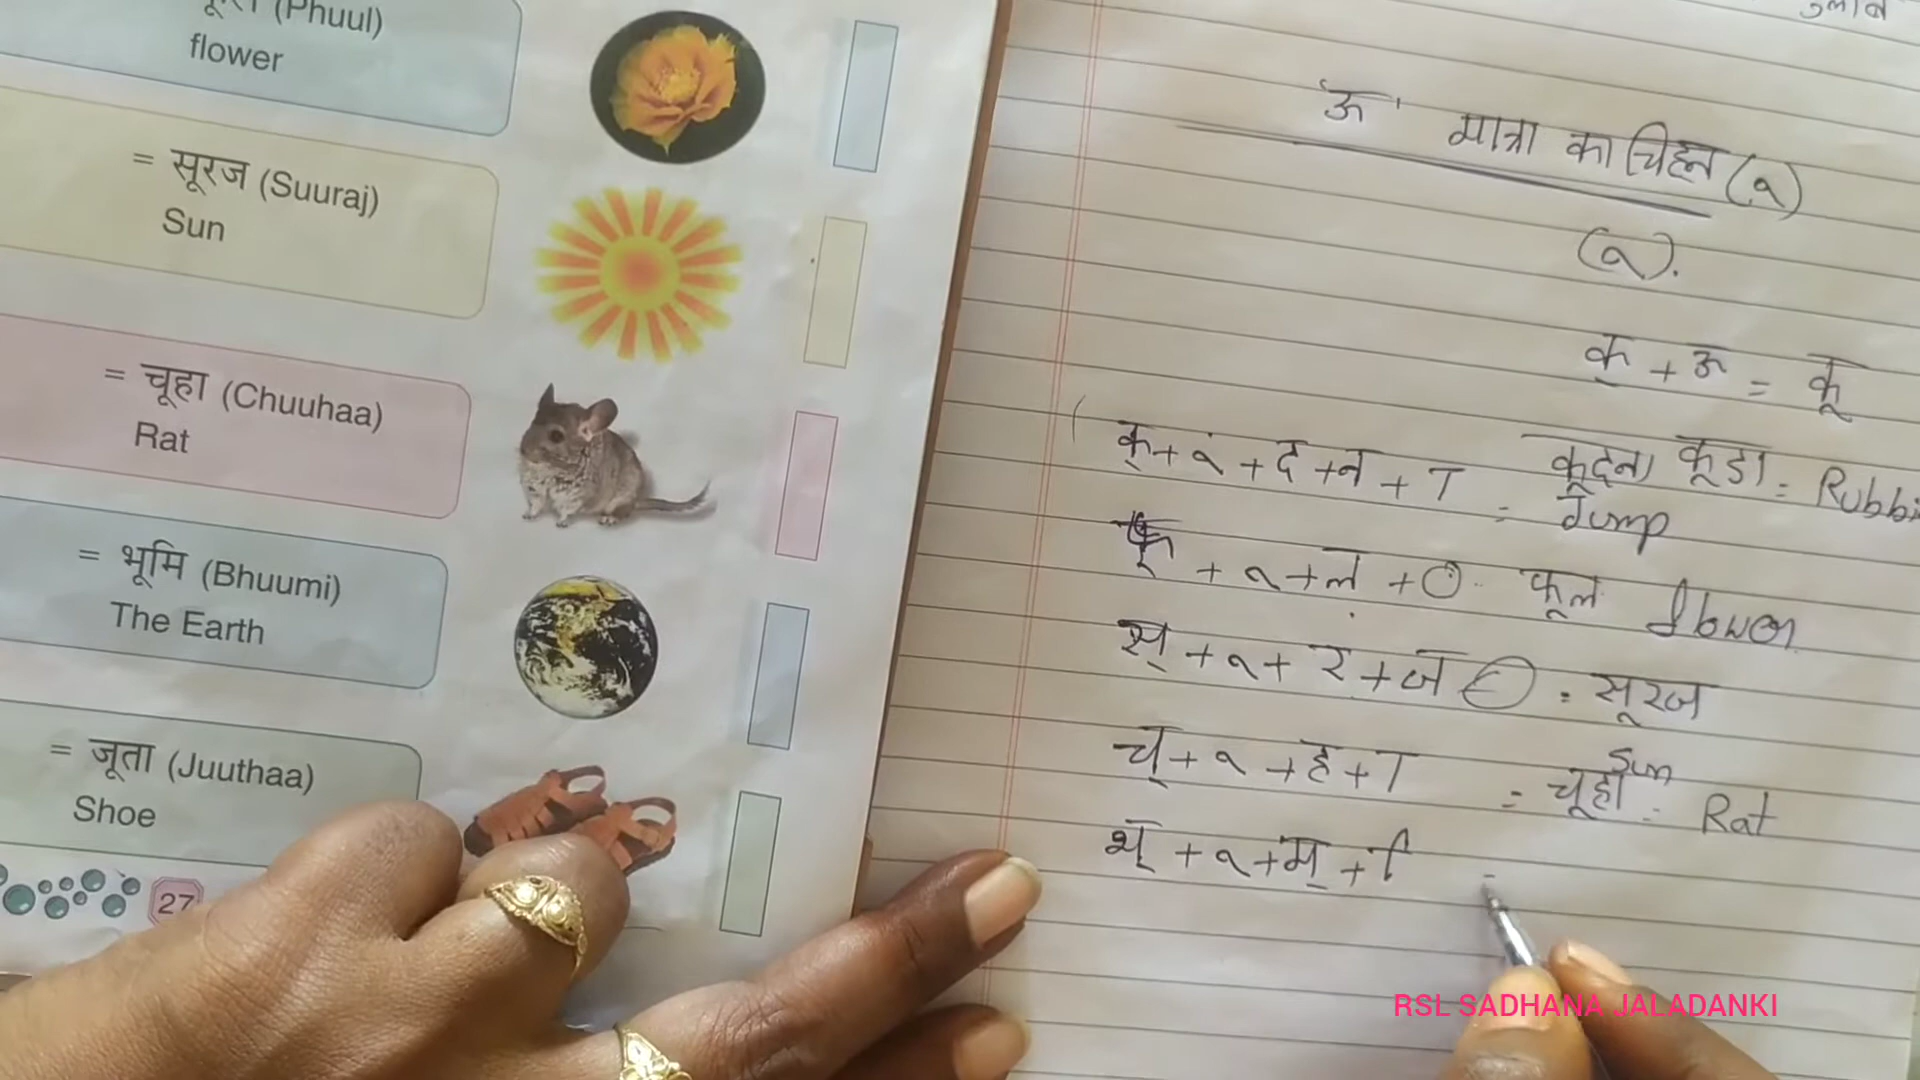 (Phuul)
flower
= सूरज (Suuraj)
Sun
= चूहा (Chuuhaa)
Rat
= भूमि (Bhuumi)
The Earth
= जूता (Juuthaa)
Shoe
27
'ऊ' मात्रा का चिह्न (ू)
(ू).
क् + ऊ = कू
क् + ू + द + न + ा = कूदना कूडा = Rubbi
Jump
फ् + ू + ल + फूल flower
स् + ू + र + ज = सूरज
Sun
च् + ू + ह + ा = चूहा = Rat
भ् + ू + म् + ि =
RSL SADHANA JALADANKI